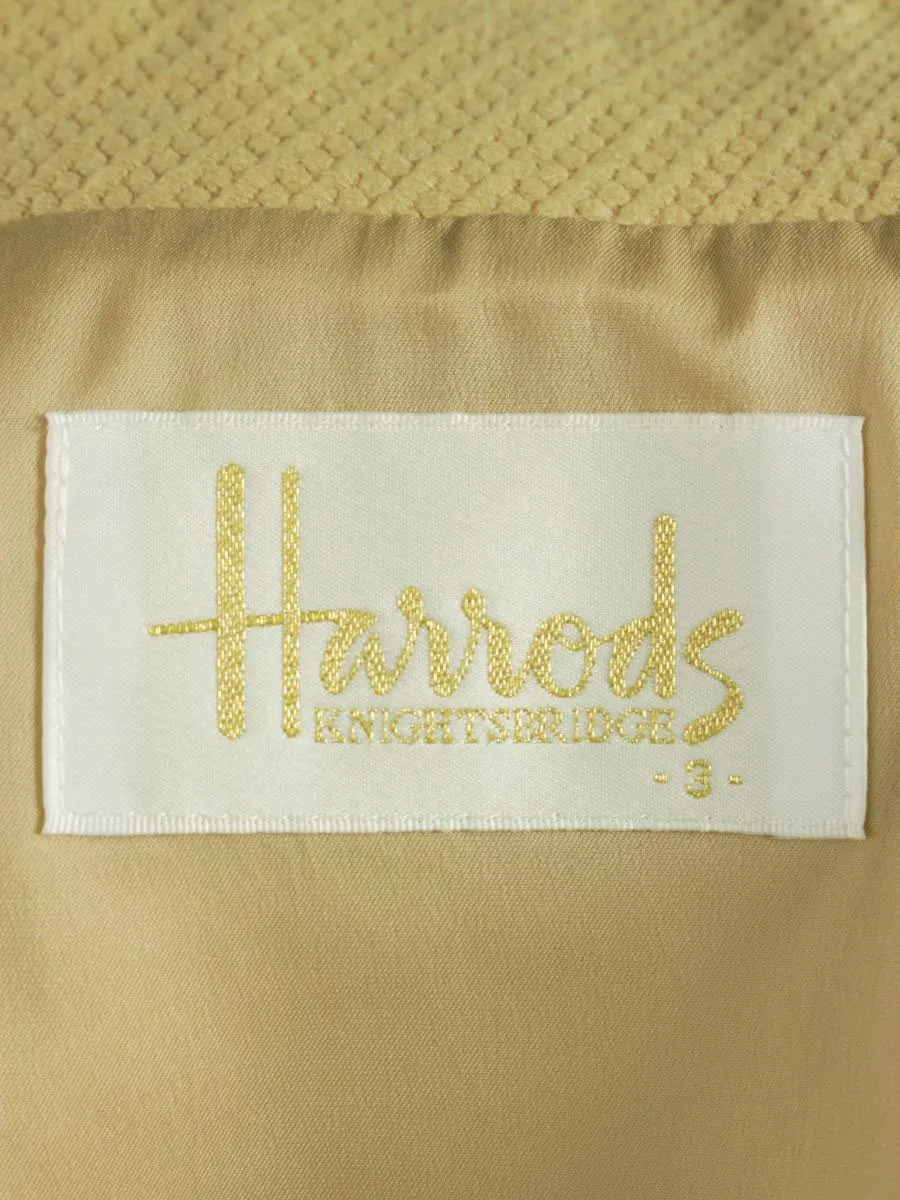 Harrods
KNIGHTSBRIDGE
- 3 -